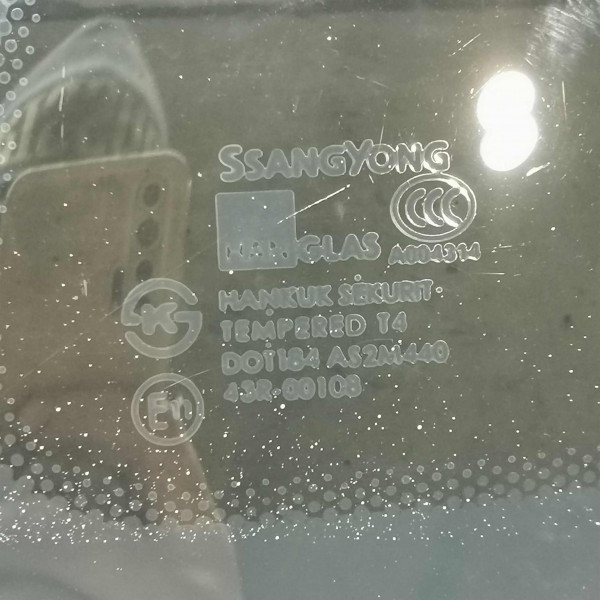 SSANGYONG
HANGLAS
A004314
HANKUK SEKURIT
TEMPERED T4
DOT184 AS2M440
43R-00108